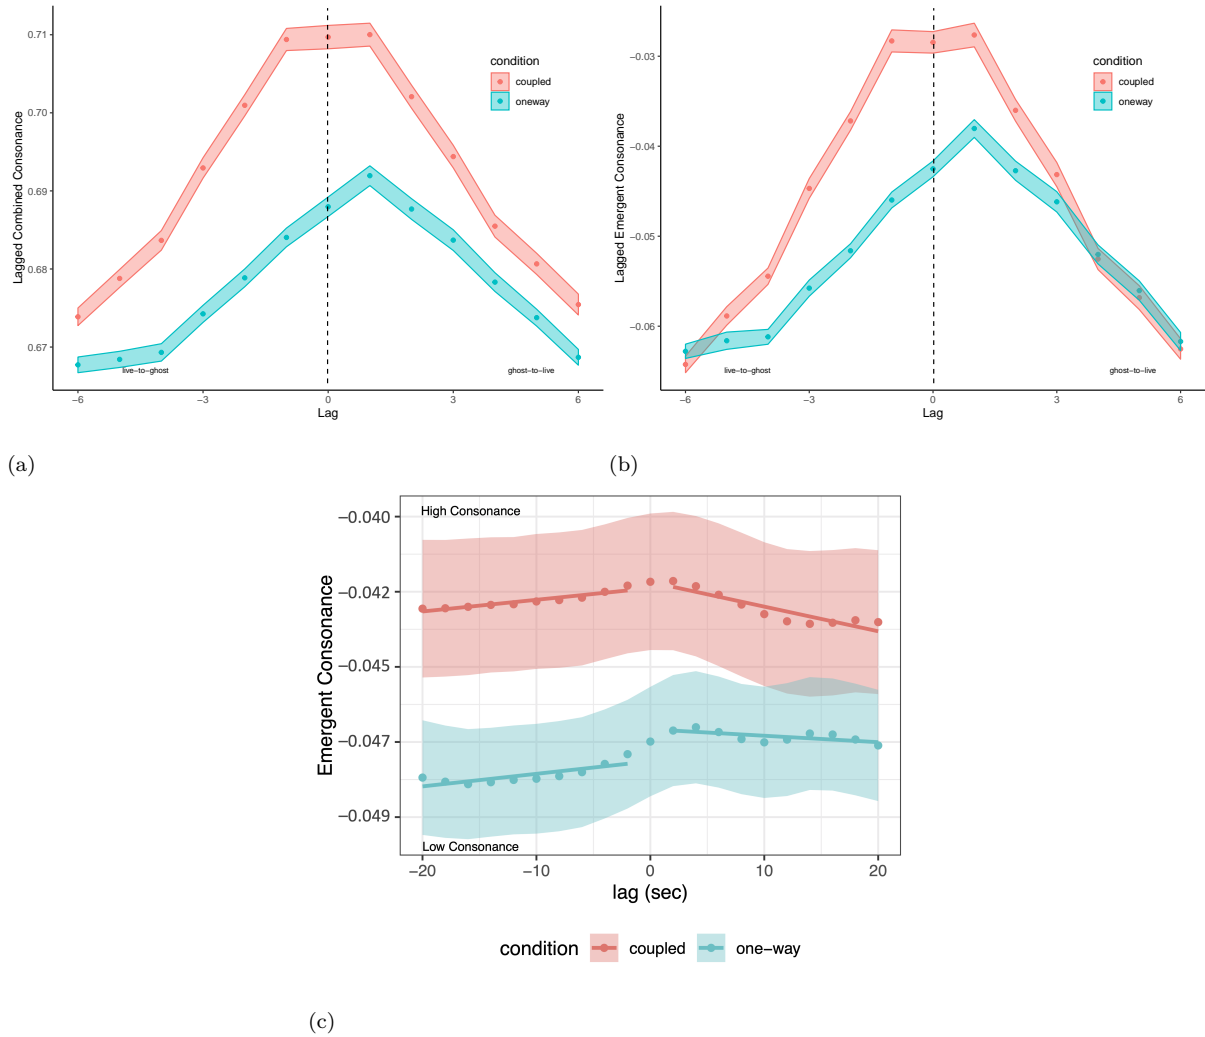 Lagged Combined Consonance
0.71
0.70
0.69
0.68
0.67
condition
coupled
oneway
live−to−ghost
ghost−to−live
−6
−3
0
3
6
Lag
(a)
Lagged Emergent Consonance
−0.03
−0.04
−0.05
−0.06
condition
coupled
oneway
live−to−ghost
ghost−to−live
−6
−3
0
3
6
Lag
(b)
Emergent Consonance
−0.040
−0.042
−0.045
−0.047
−0.049
High Consonance
Low Consonance
−20
−10
0
10
20
lag (sec)
condition
coupled
one−way
(c)